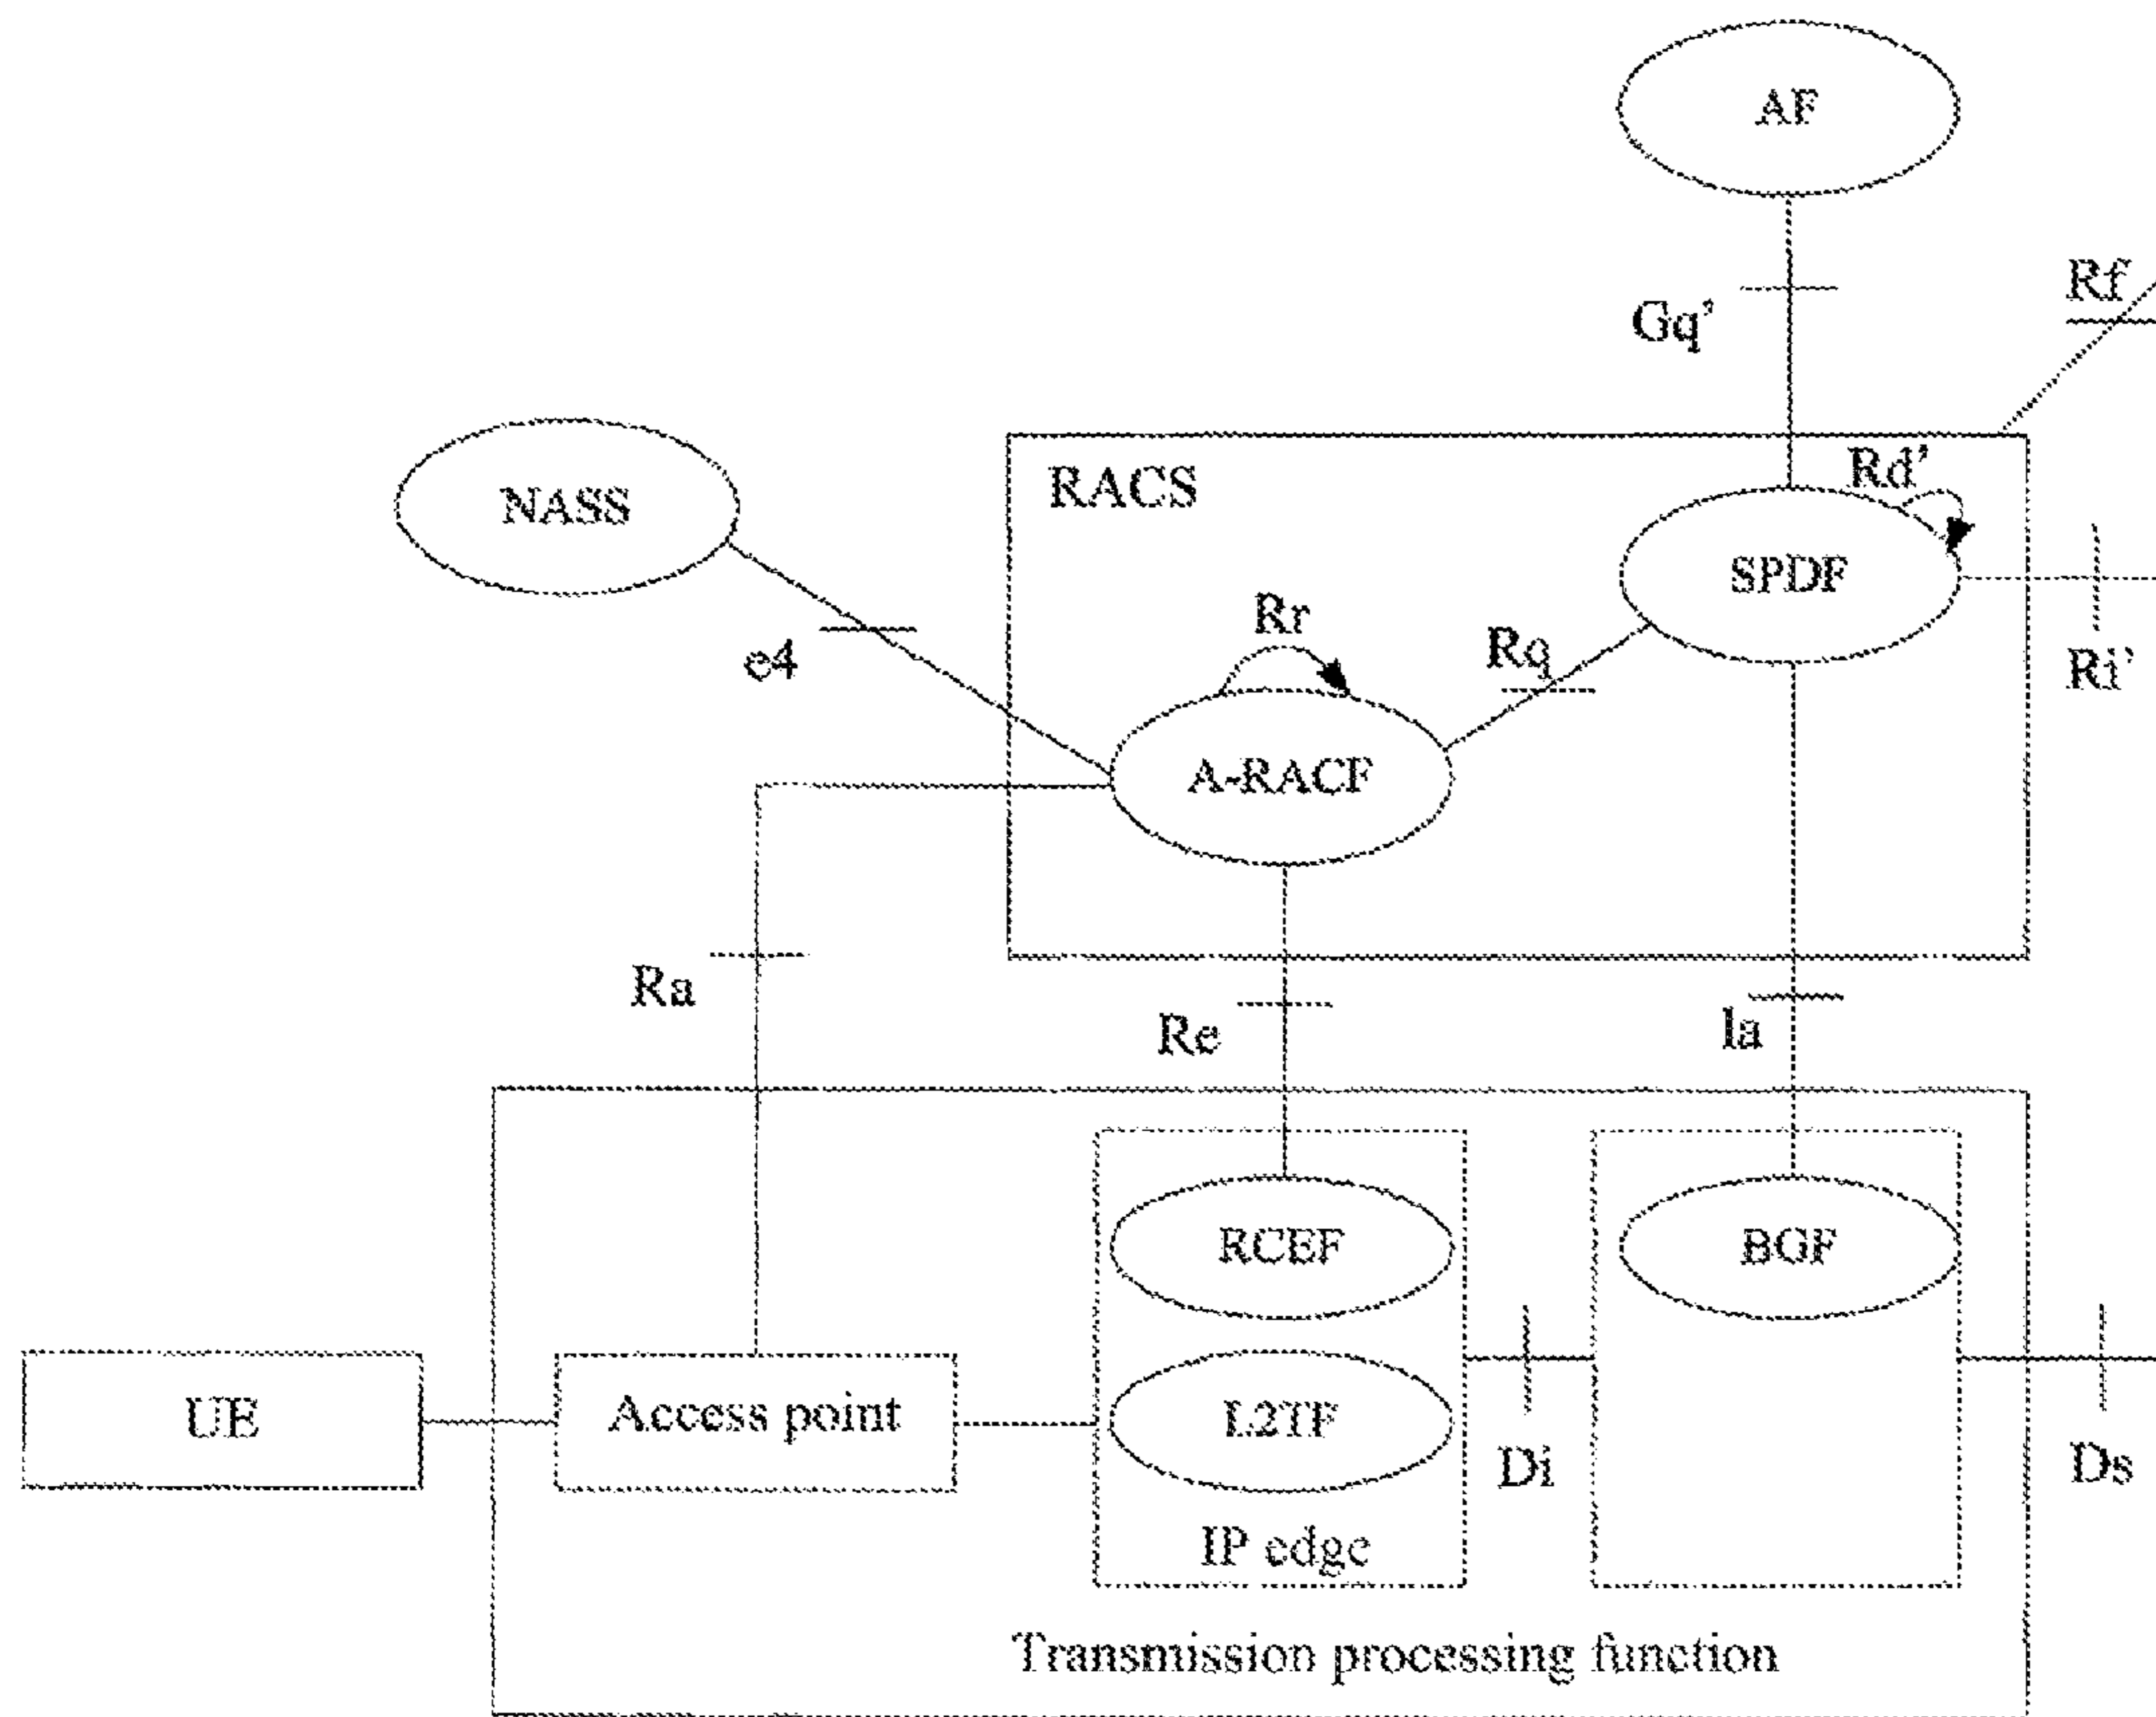 AF
Rf
Gq’
RACS
Rd’
NASS
SPDF
Rr
Rq
e4
Ri’
A-RACF
Ra
Re
Ia
RCEF
BGF
UE
Access point
L2TF
Di
Ds
IP edge
Transmission processing function